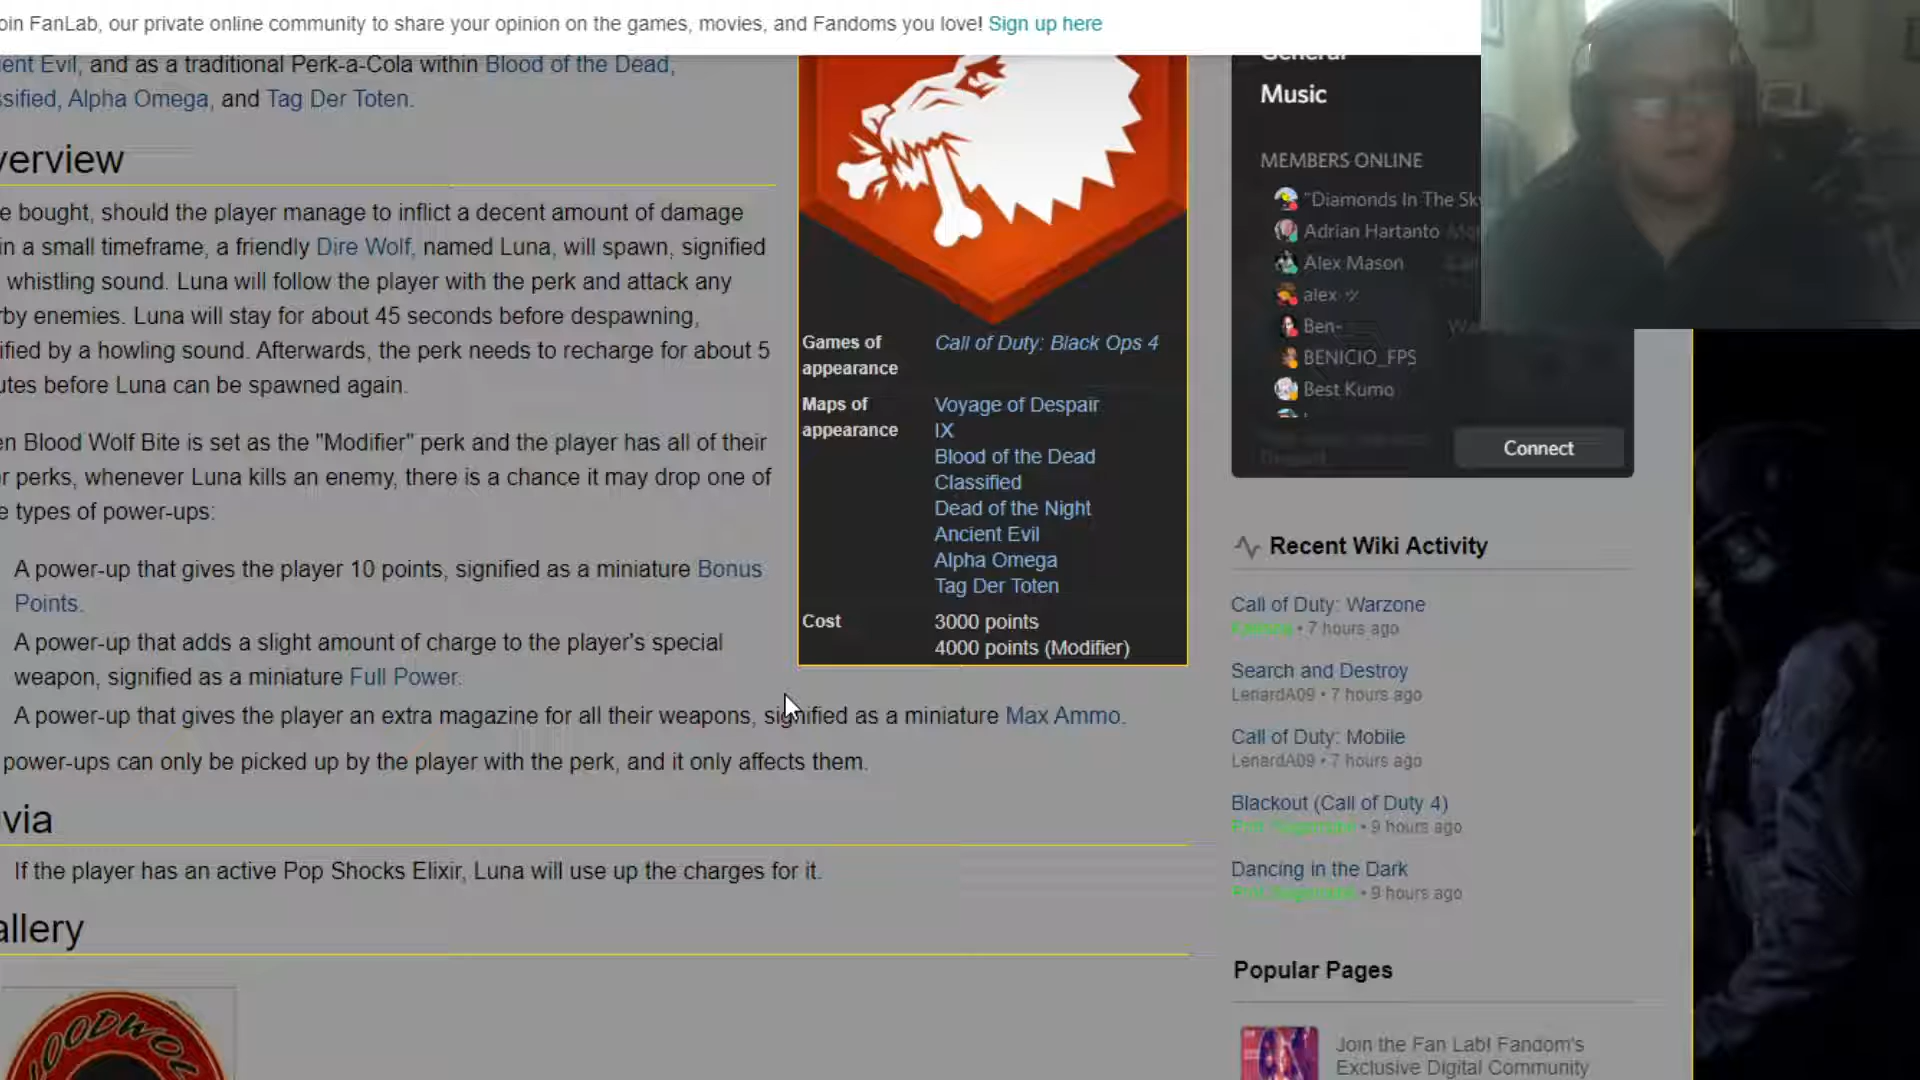 oin FanLab, our private online community to share your opinion on the games, movies, and Fandoms you love! Sign up here
ent Evil, and as a traditional Perk-a-Cola within Blood of the Dead,
ssified, Alpha Omega, and Tag Der Toten.
verview
e bought, should the player manage to inflict a decent amount of damage
in a small timeframe, a friendly Dire Wolf, named Luna, will spawn, signified
whistling sound. Luna will follow the player with the perk and attack any
rby enemies. Luna will stay for about 45 seconds before despawning,
ified by a howling sound. Afterwards, the perk needs to recharge for about 5
utes before Luna can be spawned again.
en Blood Wolf Bite is set as the "Modifier" perk and the player has all of their
r perks, whenever Luna kills an enemy, there is a chance it may drop one of
e types of power-ups:
A power-up that gives the player 10 points, signified as a miniature Bonus
Points.
A power-up that adds a slight amount of charge to the player's special
weapon, signified as a miniature Full Power.
A power-up that gives the player an extra magazine for all their weapons, signified as a miniature Max Ammo.
power-ups can only be picked up by the player with the perk, and it only affects them.
via
If the player has an active Pop Shocks Elixir, Luna will use up the charges for it.
allery
OODWOL
Games of appearance
Call of Duty: Black Ops 4
Maps of appearance
Voyage of Despair
IX
Blood of the Dead
Classified
Dead of the Night
Ancient Evil
Alpha Omega
Tag Der Toten
Cost
3000 points
4000 points (Modifier)
General
Music
MEMBERS ONLINE
"Diamonds In The Sky
Adrian Hartanto
Alex Mason
alex ツ
Ben-
BENICIO_FPS
Best Kumo
Connect
Recent Wiki Activity
Call of Duty: Warzone
• 7 hours ago
Search and Destroy
LenardA09 • 7 hours ago
Call of Duty: Mobile
LenardA09 • 7 hours ago
Blackout (Call of Duty 4)
• 9 hours ago
Dancing in the Dark
• 9 hours ago
Popular Pages
Join the Fan Lab! Fandom's
Exclusive Digital Community